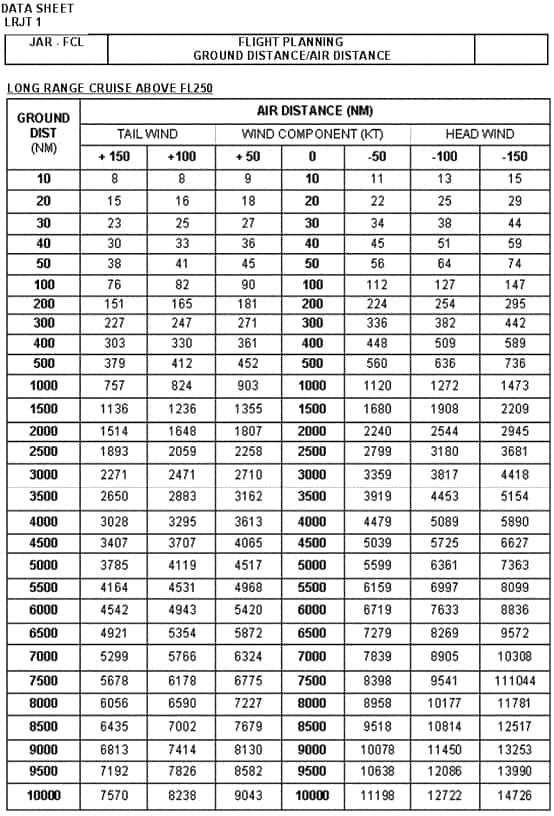 DATA SHEET
LRJT 1
JAR - FCL
FLIGHT PLANNING
GROUND DISTANCE/AIR DISTANCE
LONG RANGE CRUISE ABOVE FL250
GROUND DIST (NM) AIR DISTANCE (NM)
TAIL WIND WIND COMPONENT (KT) HEAD WIND
+ 150 +100 + 50 0 -50 -100 -150
10 8 8 9 10 11 13 15
20 15 16 18 20 22 25 29
30 23 25 27 30 34 38 44
40 30 33 36 40 45 51 59
50 38 41 45 50 56 64 74
100 76 82 90 100 112 127 147
200 151 165 181 200 224 254 295
300 227 247 271 300 336 382 442
400 303 330 361 400 448 509 589
500 379 412 452 500 560 636 736
1000 757 824 903 1000 1120 1272 1473
1500 1136 1236 1355 1500 1680 1908 2209
2000 1514 1648 1807 2000 2240 2544 2945
2500 1893 2059 2258 2500 2799 3180 3681
3000 2271 2471 2710 3000 3359 3817 4418
3500 2650 2883 3162 3500 3919 4453 5154
4000 3028 3295 3613 4000 4479 5089 5890
4500 3407 3707 4065 4500 5039 5725 6627
5000 3785 4119 4517 5000 5599 6361 7363
5500 4164 4531 4968 5500 6159 6997 8099
6000 4542 4943 5420 6000 6719 7633 8836
6500 4921 5354 5872 6500 7279 8269 9572
7000 5299 5766 6324 7000 7839 8905 10308
7500 5678 6178 6775 7500 8398 9541 111044
8000 6056 6590 7227 8000 8958 10177 11781
8500 6435 7002 7679 8500 9518 10814 12517
9000 6813 7414 8130 9000 10078 11450 13253
9500 7192 7826 8582 9500 10638 12086 13990
10000 7570 8238 9043 10000 11198 12722 14726